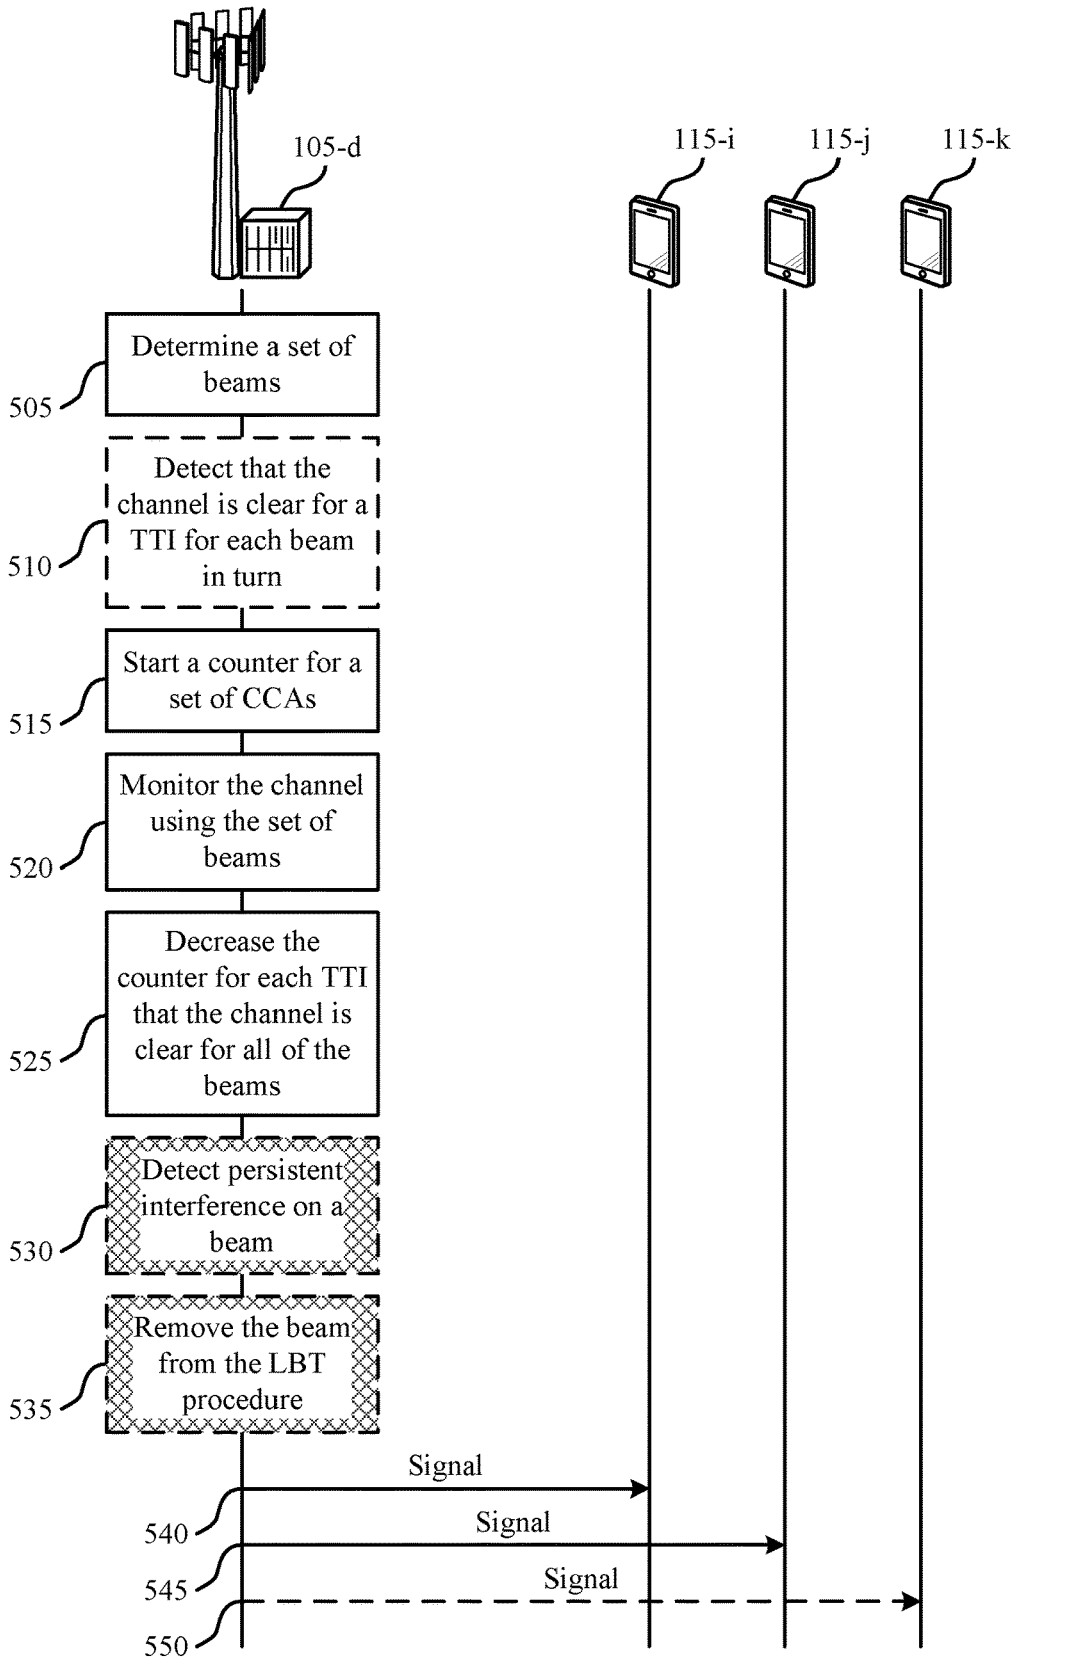 105-d
115-i
115-j
115-k
Determine a set of
beams
505
Detect that the
channel is clear for a
TTI for each beam
in turn
510
Start a counter for a
set of CCAs
515
Monitor the channel
using the set of
beams
520
Decrease the
counter for each TTI
that the channel is
clear for all of the
beams
525
Detect persistent
interference on a
beam
530
Remove the beam
from the LBT
procedure
535
Signal
540
Signal
545
Signal
550